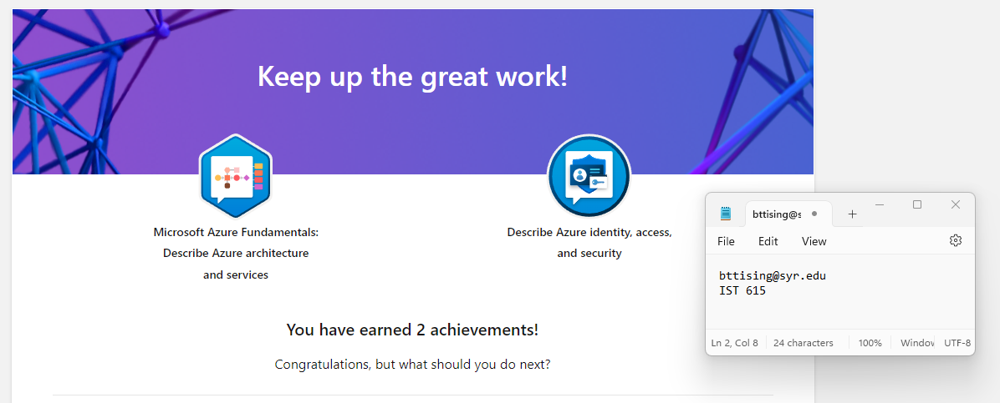 Keep up the great work!
Microsoft Azure Fundamentals:
Describe Azure architecture
and services
Describe Azure identity, access,
and security
You have earned 2 achievements!
Congratulations, but what should you do next?
bttising@s
File Edit View
bttising@syr.edu
IST 615
Ln 2, Col 8 24 characters 100% Window UTF-8